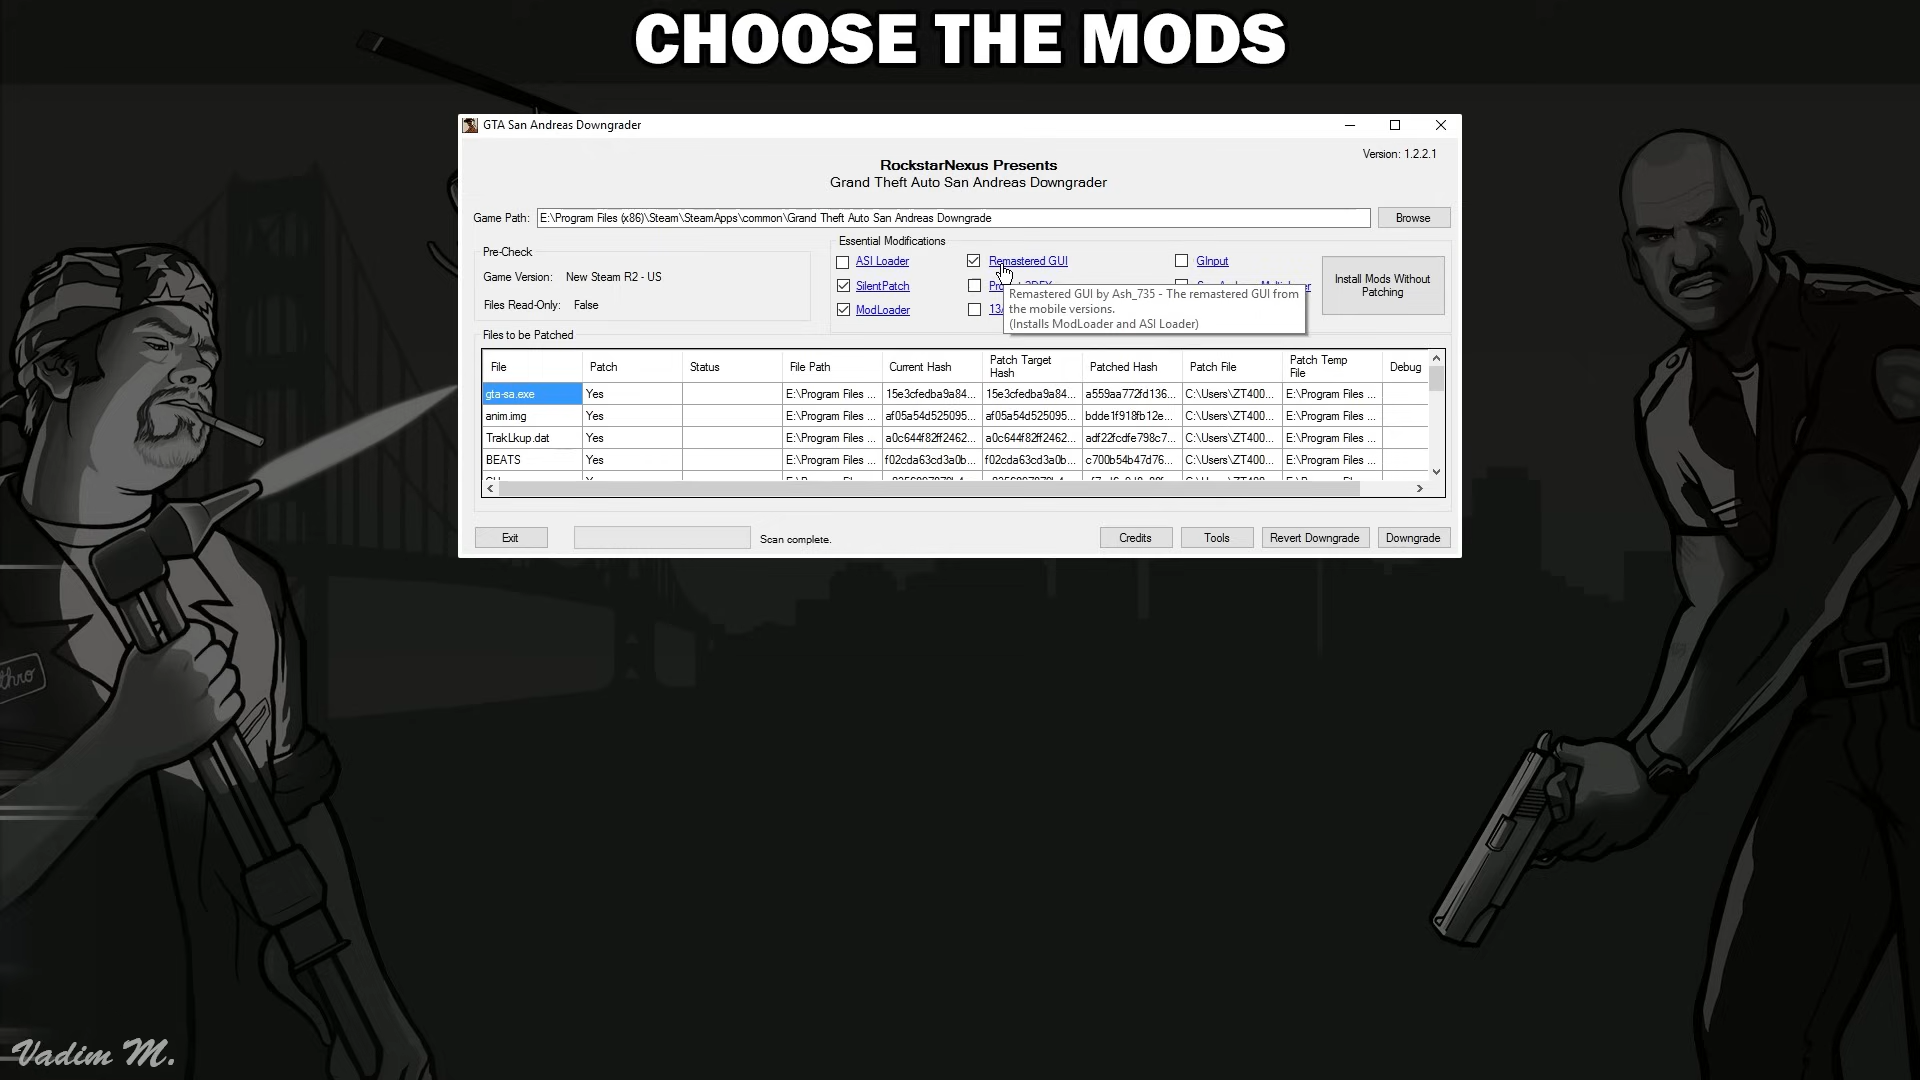 CHOOSE THE MODS
GTA San Andreas Downgrader
Version: 1.2.2.1
RockstarNexus Presents
Grand Theft Auto San Andreas Downgrader
Game Path: E:\Program Files (x86)\Steam\SteamApps\common\Grand Theft Auto San Andreas Downgrade Browse
Pre-Check
Game Version: New Steam R2 - US
Files Read-Only: False
Essential Modifications
ASI Loader Remastered GUI GInput
SilentPatch
ModLoader 13/
Remastered GUI by Ash_735 - The remastered GUI from
the mobile versions.
(Installs ModLoader and ASI Loader)
Install Mods Without
Patching
Files to be Patched
File Patch Status File Path Current Hash Patch Target Hash Patched Hash Patch File Patch Temp File Debug
gta-sa.exe Yes E:\Program Files ... 15e3cfedba9a84... 15e3cfedba9a84... a559aa772fd136... C:\Users\ZT400... E:\Program Files ...
anim.img Yes E:\Program Files ... af05a54d525095... af05a54d525095... bdde1f918fb12e... C:\Users\ZT400... E:\Program Files ...
TrakLkup.dat Yes E:\Program Files ... a0c644f82ff2462... a0c644f82ff2462... adf22fcdfe798c7... C:\Users\ZT400... E:\Program Files ...
BEATS Yes E:\Program Files ... f02cda63cd3a0b... f02cda63cd3a0b... c700b54b47d76... C:\Users\ZT400... E:\Program Files ...
Exit Scan complete. Credits Tools Revert Downgrade Downgrade
thro
Vadim M.